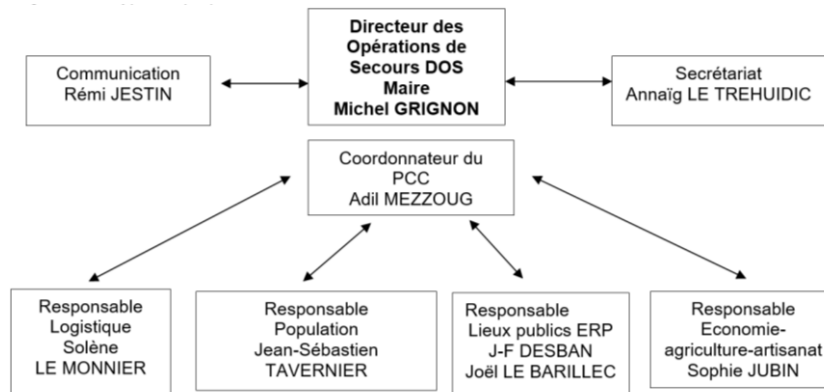 Directeur des
Opérations de
Secours DOS
Maire
Michel GRIGNON
Communication
Rémi JESTIN
Secrétariat
Annaïg LE TREHUIDIC
Coordonnateur du
PCC
Adil MEZZOUG
Responsable
Logistique
Solène
LE MONNIER
Responsable
Population
Jean-Sébastien
TAVERNIER
Responsable
Lieux publics ERP
J-F DESBAN
Joël LE BARILLEC
Responsable
Economie-
agriculture-artisanat
Sophie JUBIN